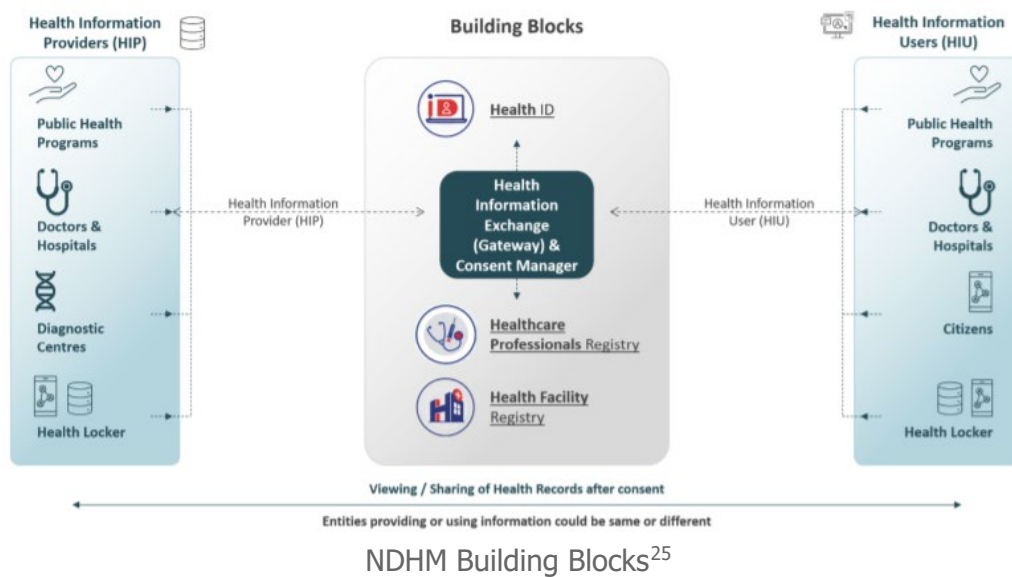 Health Information
Providers (HIP)
Public Health
Programs
Doctors &
Hospitals
Diagnostic
Centres
Health Locker
Health Information
Provider (HIP)
Building Blocks
Health ID
Health
Information
Exchange
(Gateway) &
Consent Manager
Healthcare
Professionals Registry
Health Facility
Registry
Health Information
User (HIU)
Health Information
Users (HIU)
Public Health
Programs
Doctors &
Hospitals
Citizens
Health Locker
Viewing / Sharing of Health Records after consent
Entities providing or using information could be same or different
NDHM Building Blocks25